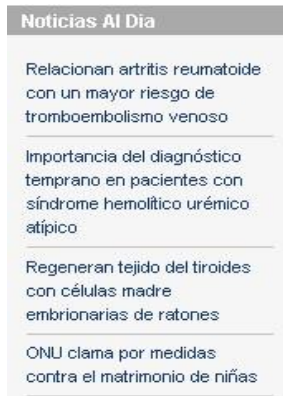 Noticias Al Dia
Relacionan artritis reumatoide
con un mayor riesgo de
tromboembolismo venoso
Importancia del diagnóstico
temprano en pacientes con
síndrome hemolítico urémico
atípico
Regeneran tejido del tiroides
con células madre
embrionarias de ratones
ONU clama por medidas
contra el matrimonio de niñas